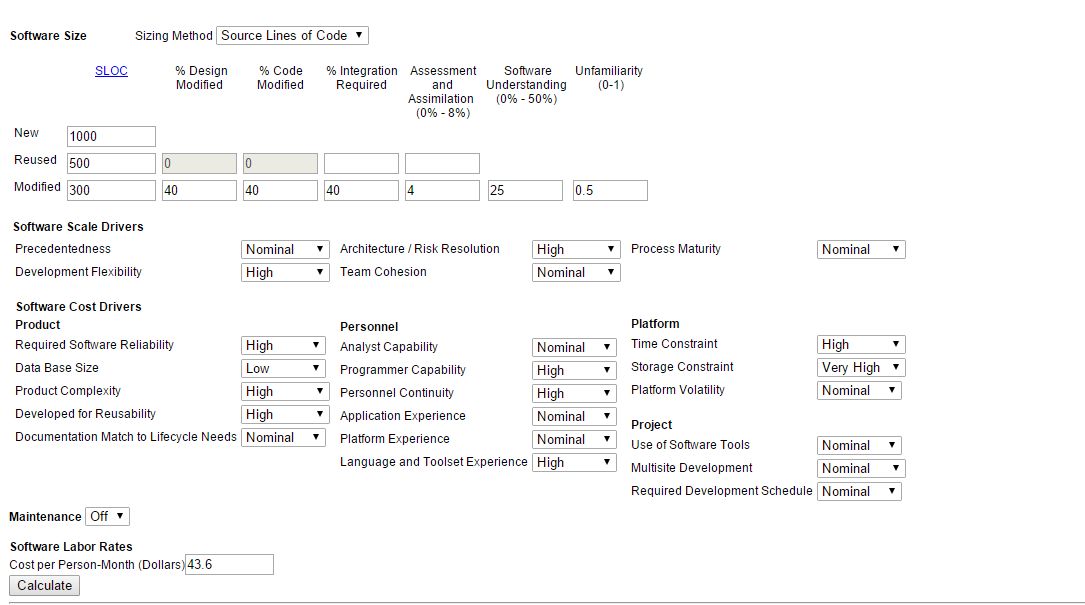 Software Size Sizing Method Source Lines of Code
SLOC % Design Modified % Code Modified % Integration Required Assessment and Assimilation (0% - 8%) Software Understanding (0% - 50%) Unfamiliarity (0-1)
New 1000
Reused 500 0 0
Modified 300 40 40 40 4 25 0.5
Software Scale Drivers
Precedentedness Nominal Architecture / Risk Resolution High Process Maturity Nominal
Development Flexibility High Team Cohesion Nominal
Software Cost Drivers
Product Personnel Platform
Required Software Reliability High Analyst Capability Nominal Time Constraint High
Data Base Size Low Programmer Capability High Storage Constraint Very High
Product Complexity High Personnel Continuity High Platform Volatility Nominal
Developed for Reusability High Application Experience Nominal Project
Documentation Match to Lifecycle Needs Nominal Platform Experience Nominal Use of Software Tools Nominal
Language and Toolset Experience High Multisite Development Nominal
Required Development Schedule Nominal
Maintenance Off
Software Labor Rates
Cost per Person-Month (Dollars) 43.6
Calculate